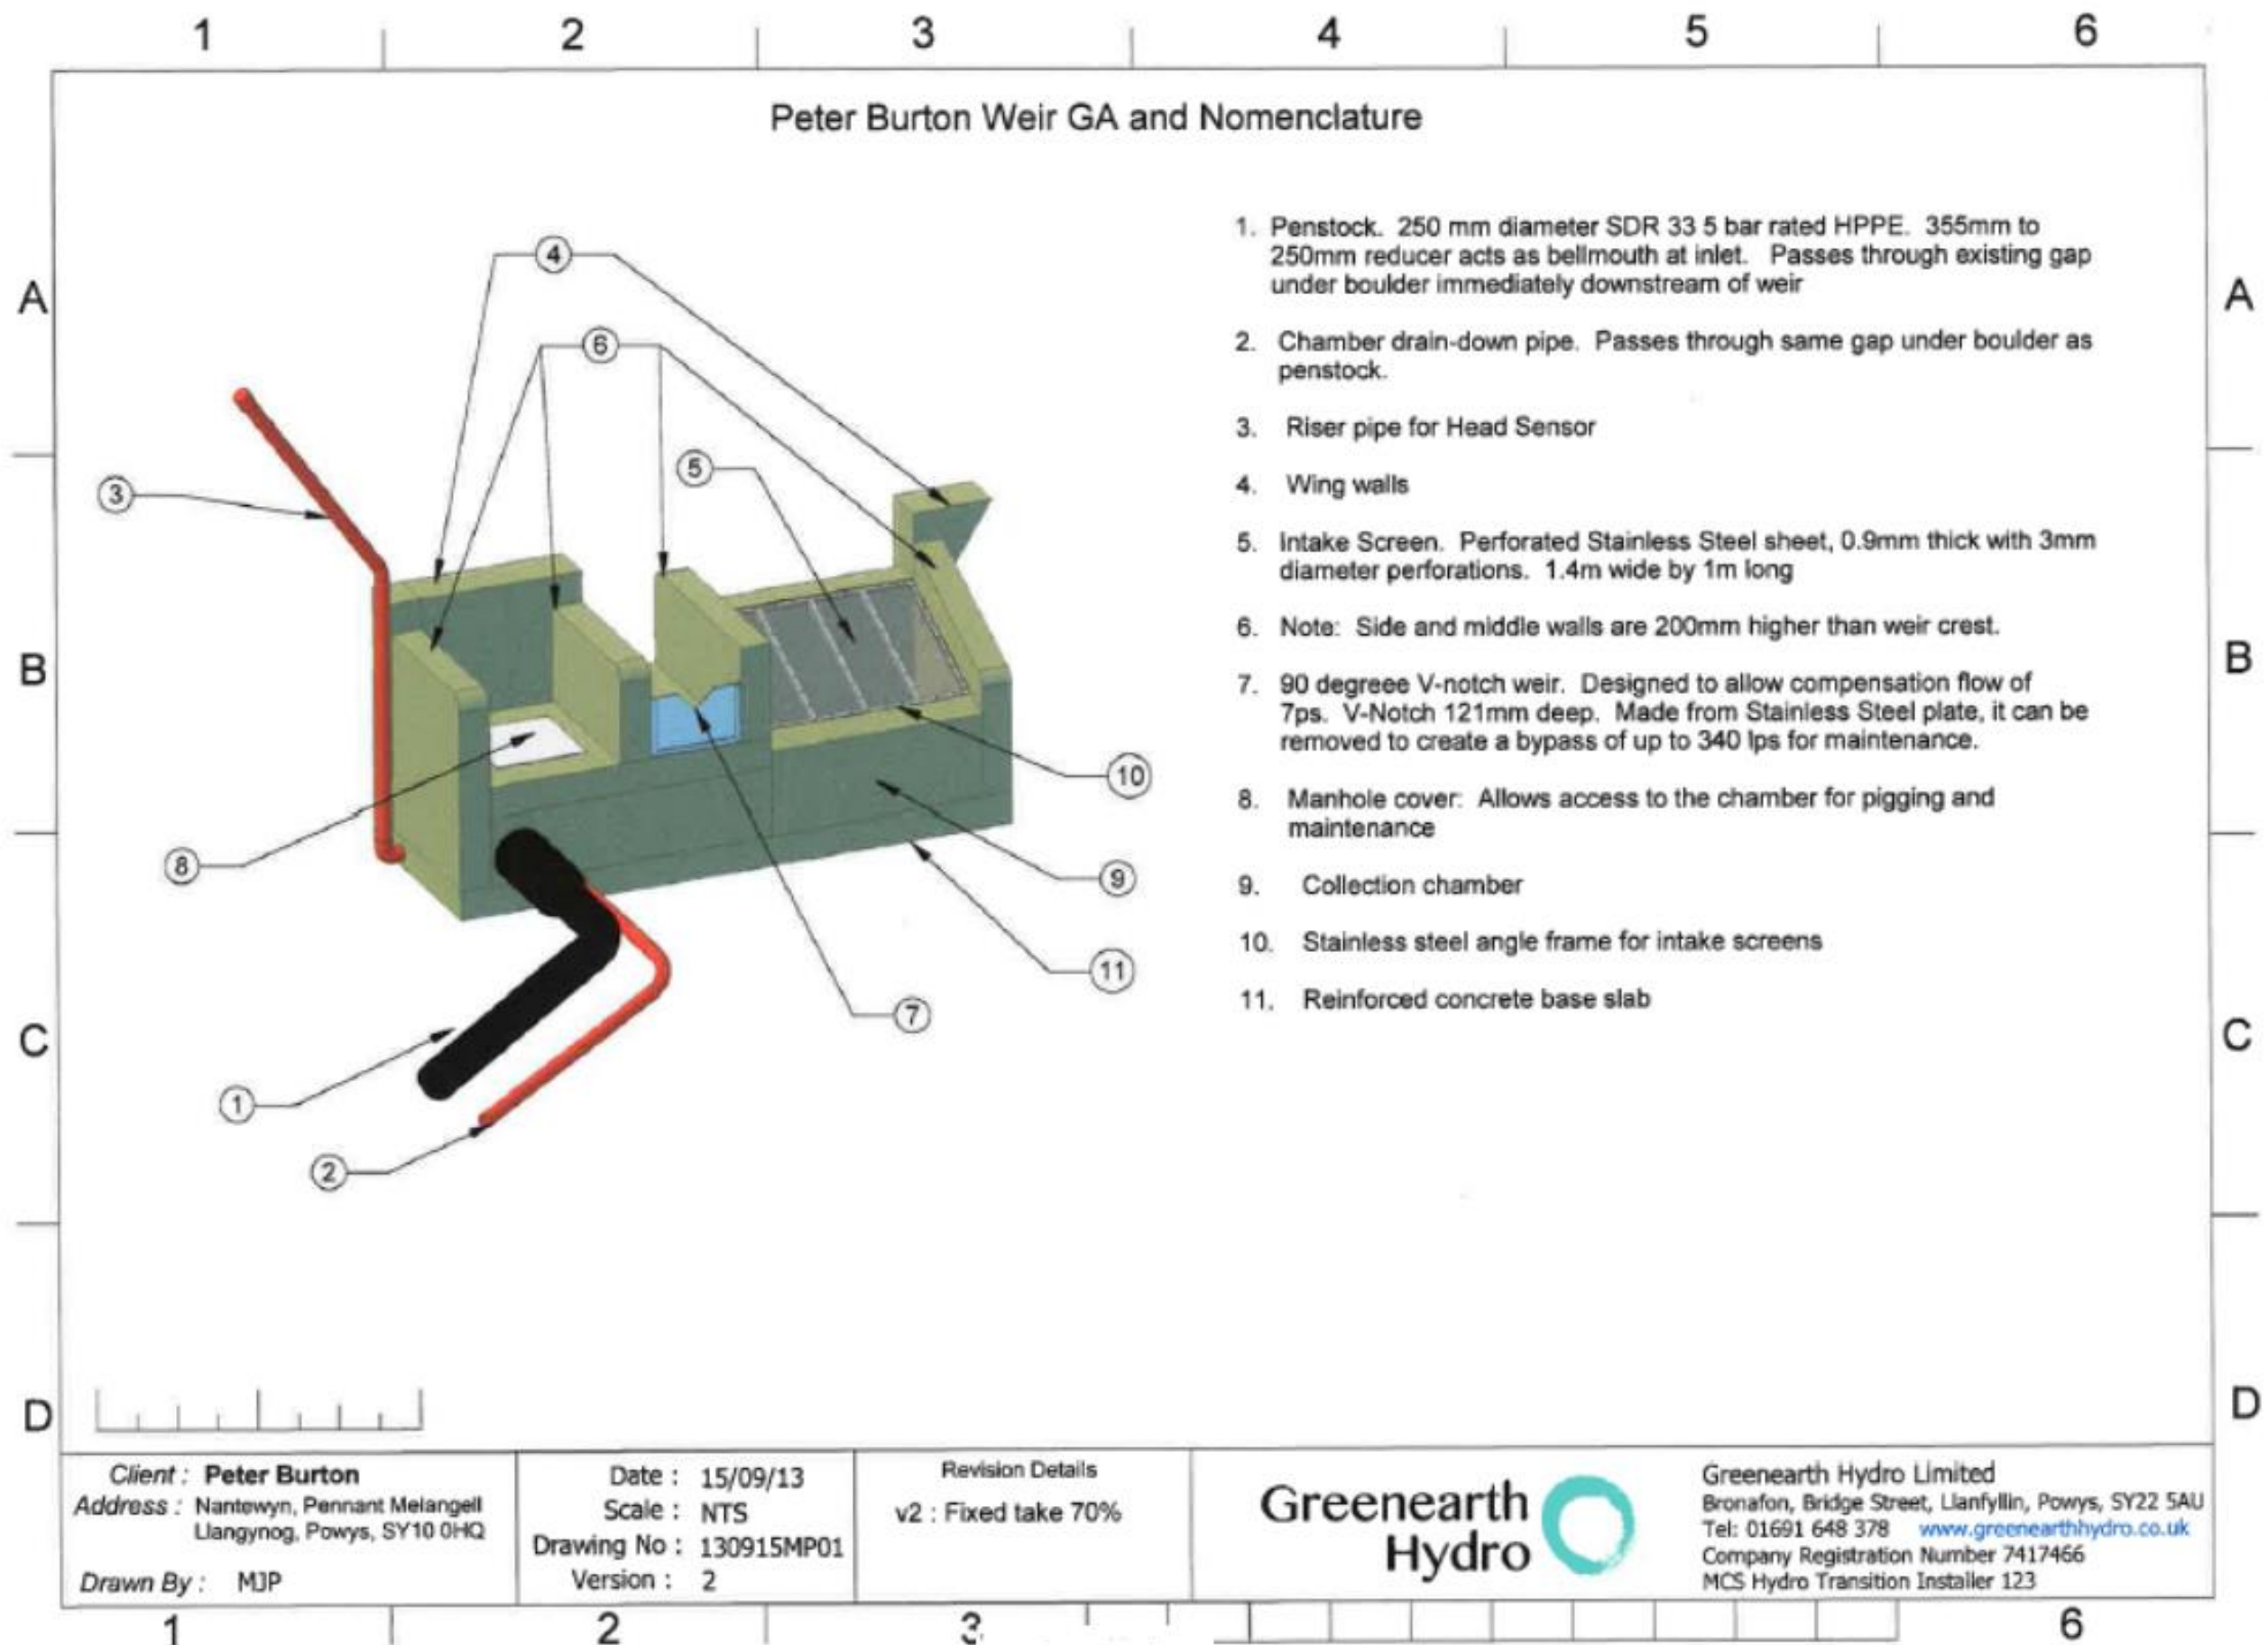 1 2 3 4 5 6
Peter Burton Weir GA and Nomenclature
A
A
B
B
C
C
D
D
4
6
5
3
8
10
9
11
7
1
2
1. Penstock. 250 mm diameter SDR 33 5 bar rated HPPE. 355mm to
250mm reducer acts as bellmouth at inlet. Passes through existing gap
under boulder immediately downstream of weir
2. Chamber drain-down pipe. Passes through same gap under boulder as
penstock.
3. Riser pipe for Head Sensor
4. Wing walls
5. Intake Screen. Perforated Stainless Steel sheet, 0.9mm thick with 3mm
diameter perforations. 1.4m wide by 1m long
6. Note: Side and middle walls are 200mm higher than weir crest.
7. 90 degreee V-notch weir. Designed to allow compensation flow of
7ps. V-Notch 121mm deep. Made from Stainless Steel plate, it can be
removed to create a bypass of up to 340 lps for maintenance.
8. Manhole cover: Allows access to the chamber for pigging and
maintenance
9. Collection chamber
10. Stainless steel angle frame for intake screens
11. Reinforced concrete base slab
Client : Peter Burton
Address : Nantewyn, Pennant Melangell
Llangynog, Powys, SY10 0HQ
Drawn By : MJP
Date : 15/09/13
Scale : NTS
Drawing No : 130915MP01
Version : 2
Revision Details
v2 : Fixed take 70%
Greenearth
Hydro
Greenearth Hydro Limited
Bronafon, Bridge Street, Llanfyllin, Powys, SY22 5AU
Tel: 01691 648 378 www.greenearthhydro.co.uk
Company Registration Number 7417466
MCS Hydro Transition Installer 123
1 2 3 6